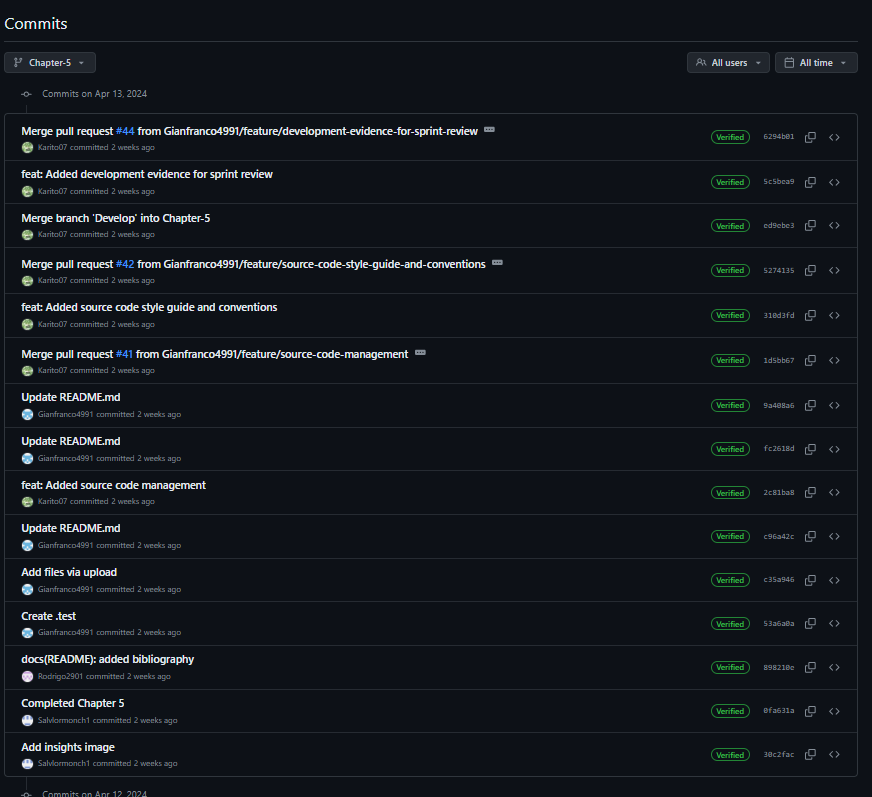 Commits
Chapter-5
All users
All time
Commits on Apr 13, 2024
Merge pull request #44 from Gianfranco4991/feature/development-evidence-for-sprint-review
Karito07 committed 2 weeks ago
Verified
6294b01
feat: Added development evidence for sprint review
Karito07 committed 2 weeks ago
Verified
5c5bea9
Merge branch 'Develop' into Chapter-5
Karito07 committed 2 weeks ago
Verified
ed9ebe3
Merge pull request #42 from Gianfranco4991/feature/source-code-style-guide-and-conventions
Karito07 committed 2 weeks ago
Verified
5274135
feat: Added source code style guide and conventions
Karito07 committed 2 weeks ago
Verified
310d3fd
Merge pull request #41 from Gianfranco4991/feature/source-code-management
Karito07 committed 2 weeks ago
Verified
1d5bb67
Update README.md
Gianfranco4991 committed 2 weeks ago
Verified
9a408a6
Update README.md
Gianfranco4991 committed 2 weeks ago
Verified
fc2618d
feat: Added source code management
Karito07 committed 2 weeks ago
Verified
2c81ba8
Update README.md
Gianfranco4991 committed 2 weeks ago
Verified
c96a42c
Add files via upload
Gianfranco4991 committed 2 weeks ago
Verified
c35a946
Create .test
Gianfranco4991 committed 2 weeks ago
Verified
53a6a0a
docs(README): added bibliography
Rodrigo2901 committed 2 weeks ago
Verified
898210e
Completed Chapter 5
Salvlormonch1 committed 2 weeks ago
Verified
0fa631a
Add insights image
Salvlormonch1 committed 2 weeks ago
Verified
30c2fac
Commits on Apr 12, 2024